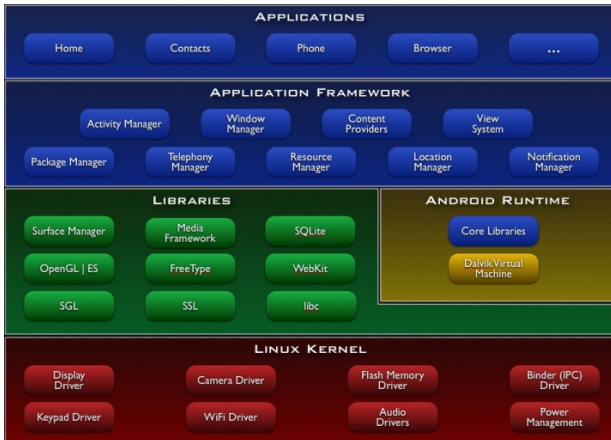 APPLICATIONS
Home
Contacts
Phone
Browser
...
APPLICATION FRAMEWORK
Activity Manager
Window
Manager
Content
Providers
View
System
Package Manager
Telephony
Manager
Resource
Manager
Location
Manager
Notification
Manager
LIBRARIES
Surface Manager
Media
Framework
SQLite
OpenGL | ES
FreeType
WebKit
SGL
SSL
libc
ANDROID RUNTIME
Core Libraries
Dalvik Virtual
Machine
LINUX KERNEL
Display
Driver
Camera Driver
Flash Memory
Driver
Binder (IPC)
Driver
Keypad Driver
WiFi Driver
Audio
Drivers
Power
Management